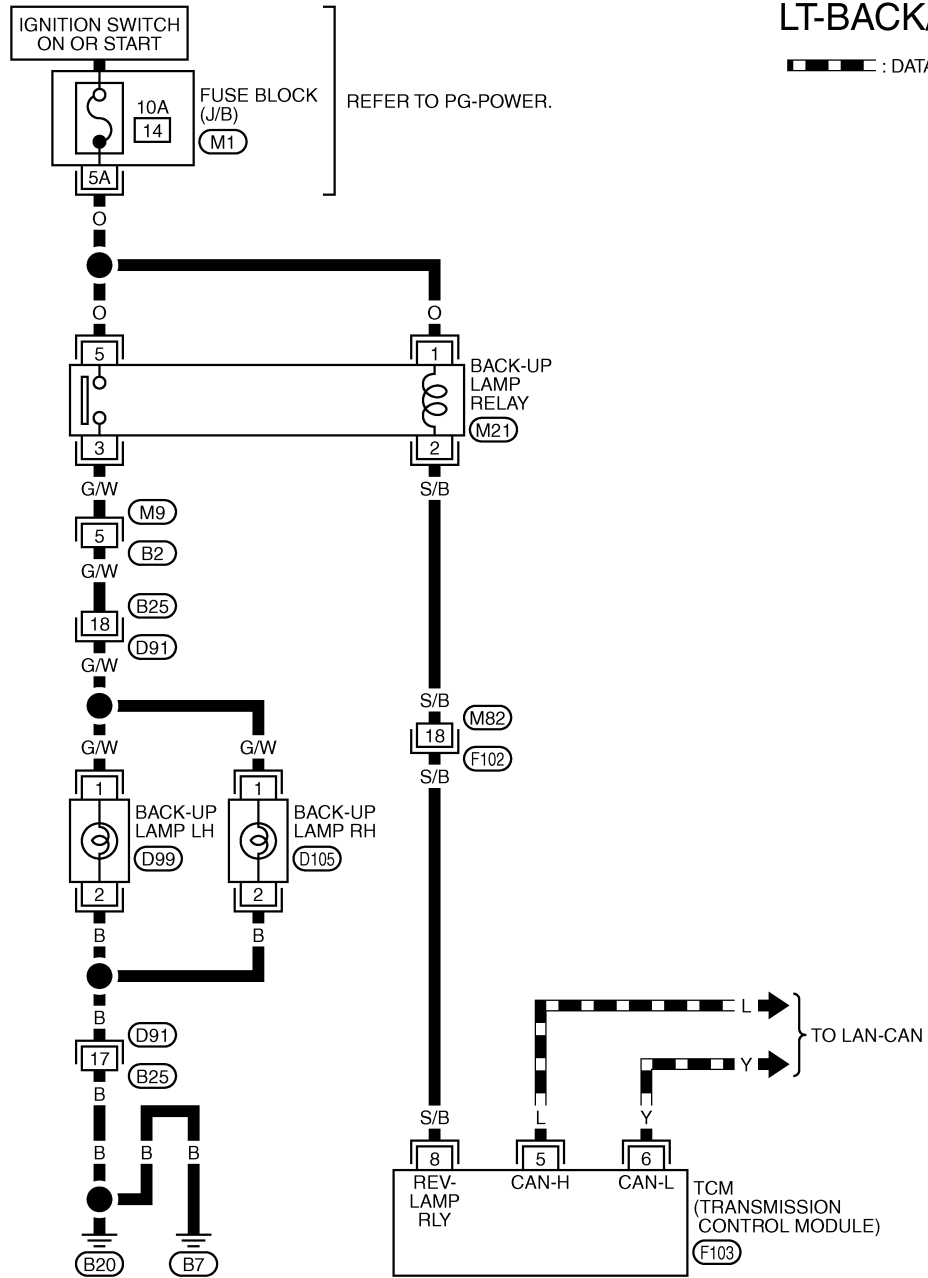 LT-BACK/
: DATA
IGNITION SWITCH
ON OR START
10A
14
FUSE BLOCK
(J/B)
M1
REFER TO PG-POWER.
5A
O
O
O
5
1
BACK-UP
LAMP
RELAY
M21
3
2
G/W
S/B
M9
5
B2
G/W
B25
18
D91
G/W
S/B
M82
18
F102
S/B
G/W
G/W
1
1
BACK-UP
LAMP LH
D99
BACK-UP
LAMP RH
D105
2
2
B
B
B
D91
17
B25
B
B
B
B
B20
B7
L
Y
TO LAN-CAN
S/B
L
Y
8
5
6
REV-
LAMP
RLY
CAN-H
CAN-L
TCM
(TRANSMISSION
CONTROL MODULE)
F103